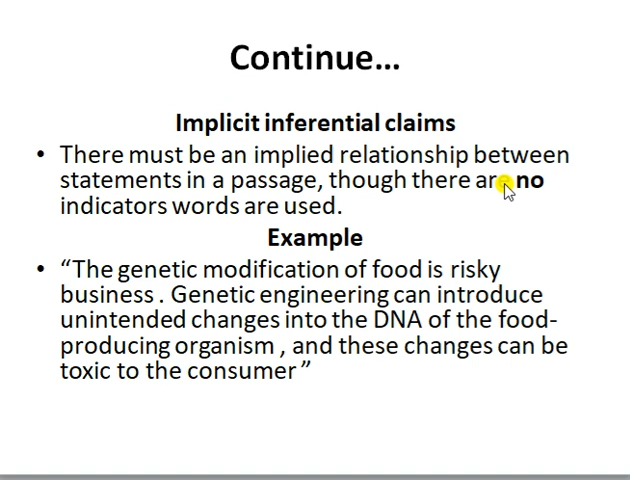 Continue…
Implicit inferential claims
• There must be an implied relationship between
statements in a passage, though there are no
indicators words are used.
Example
• “The genetic modification of food is risky
business . Genetic engineering can introduce
unintended changes into the DNA of the food-
producing organism , and these changes can be
toxic to the consumer ”